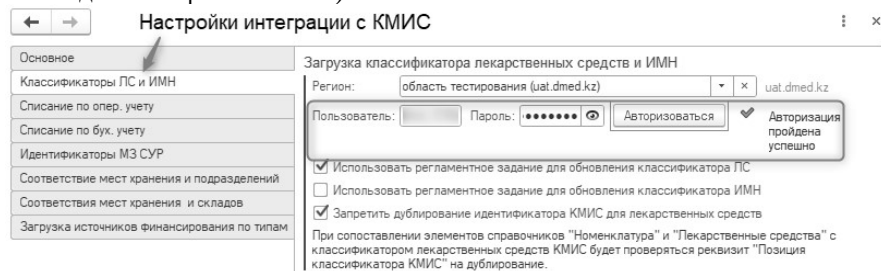 Настройки интеграции с КМИС
Основное
Классификаторы ЛС и ИМН
Списание по опер. учету
Списание по бух. учету
Идентификаторы МЗ СУР
Соответствие мест хранения и подразделений
Соответствия мест хранения и складов
Загрузка источников финансирования по типам
Загрузка классификатора лекарственных средств и ИМН
Регион: область тестирования (uat.dmed.kz) uat.dmed.kz
Пользователь: Пароль: Авторизоваться Авторизация
пройдена
успешно
Использовать регламентное задание для обновления классификатора ЛС
Использовать регламентное задание для обновления классификатора ИМН
Запретить дублирование идентификатора КМИС для лекарственных средств
При сопоставлении элементов справочников "Номенклатура" и "Лекарственные средства" с
классификатором лекарственных средств КМИС будет проверяться реквизит "Позиция
классификатора КМИС" на дублирование.